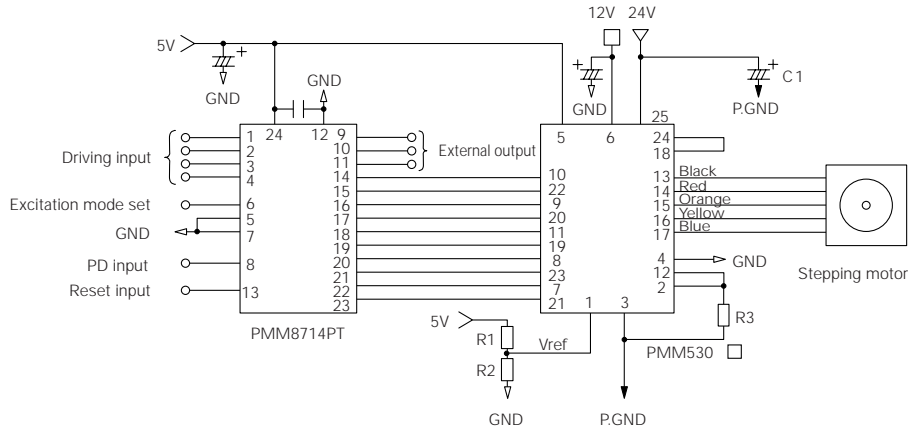 12V 24V
5V
GND
GND
GND
C1
P.GND
25
24 12 9 5 6 24
1
2
3
4
10
11
External output
18
Driving input
14 10 13 Black
15 22 14 Red
Excitation mode set 6 16 9 15 Orange
5 17 20 16 Yellow
GND 7 18 11 17 Blue
19 19
PD input 8 20 8 4 GND
21 23 12
Reset input 13 22 7 2
23 21 1 3
Stepping motor
PMM8714PT
5V
R1
Vref
R2
R3
PMM530
GND
P.GND